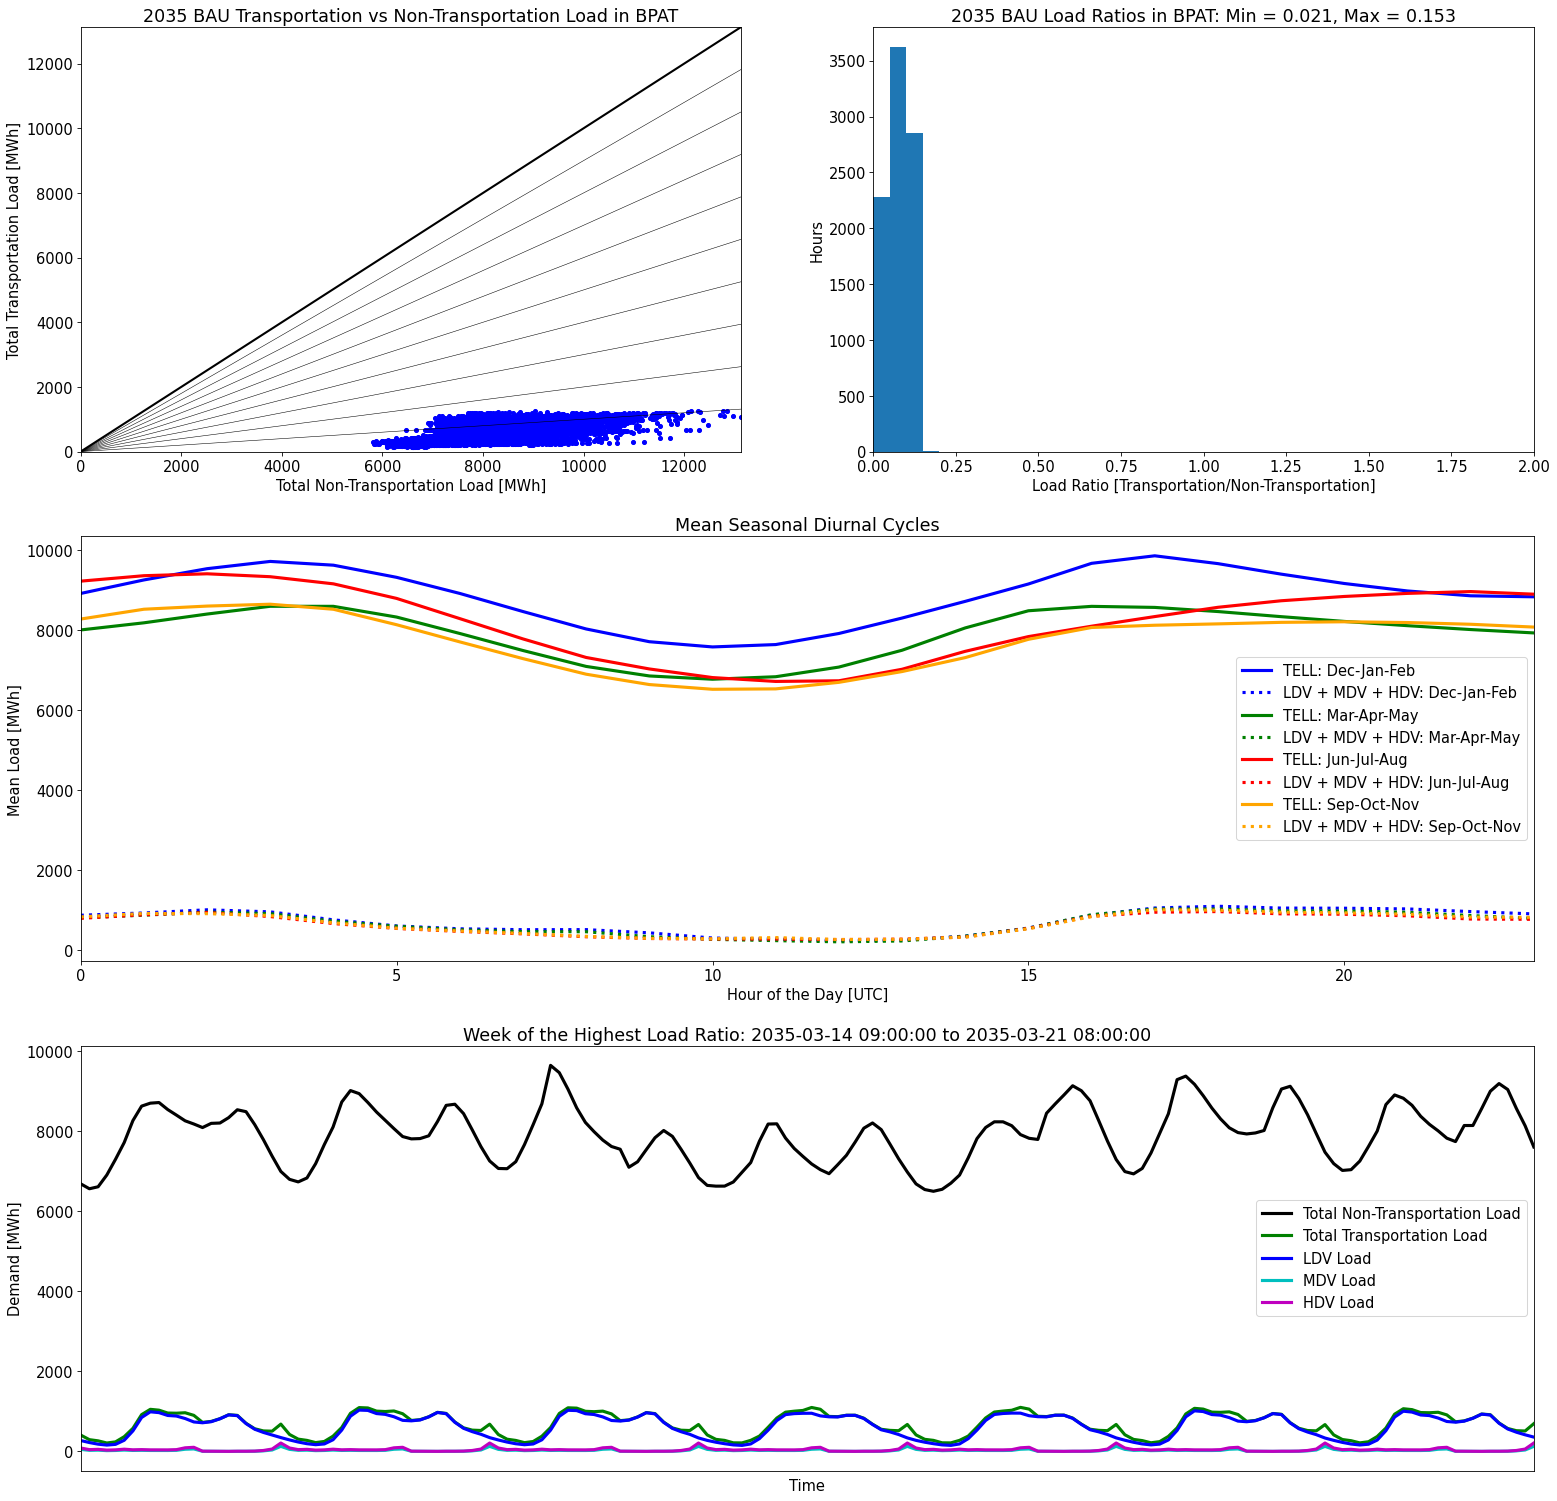 2035 BAU Transportation vs Non-Transportation Load in BPAT
Total Transportation Load [MWh]
12000
10000
8000
6000
4000
2000
0
0 2000 4000 6000 8000 10000 12000
Total Non-Transportation Load [MWh]
2035 BAU Load Ratios in BPAT: Min = 0.021, Max = 0.153
Hours
3500
3000
2500
2000
1500
1000
500
0
0.00 0.25 0.50 0.75 1.00 1.25 1.50 1.75 2.00
Load Ratio [Transportation/Non-Transportation]
Mean Seasonal Diurnal Cycles
Mean Load [MWh]
10000
8000
6000
4000
2000
0
TELL: Dec-Jan-Feb
LDV + MDV + HDV: Dec-Jan-Feb
TELL: Mar-Apr-May
LDV + MDV + HDV: Mar-Apr-May
TELL: Jun-Jul-Aug
LDV + MDV + HDV: Jun-Jul-Aug
TELL: Sep-Oct-Nov
LDV + MDV + HDV: Sep-Oct-Nov
0 5 10 15 20
Hour of the Day [UTC]
Week of the Highest Load Ratio: 2035-03-14 09:00:00 to 2035-03-21 08:00:00
Demand [MWh]
10000
8000
6000
4000
2000
0
Total Non-Transportation Load
Total Transportation Load
LDV Load
MDV Load
HDV Load
Time